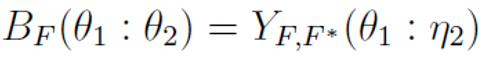 B_F(θ_1 : θ_2) = Y_{F,F*}(θ_1 : η_2)